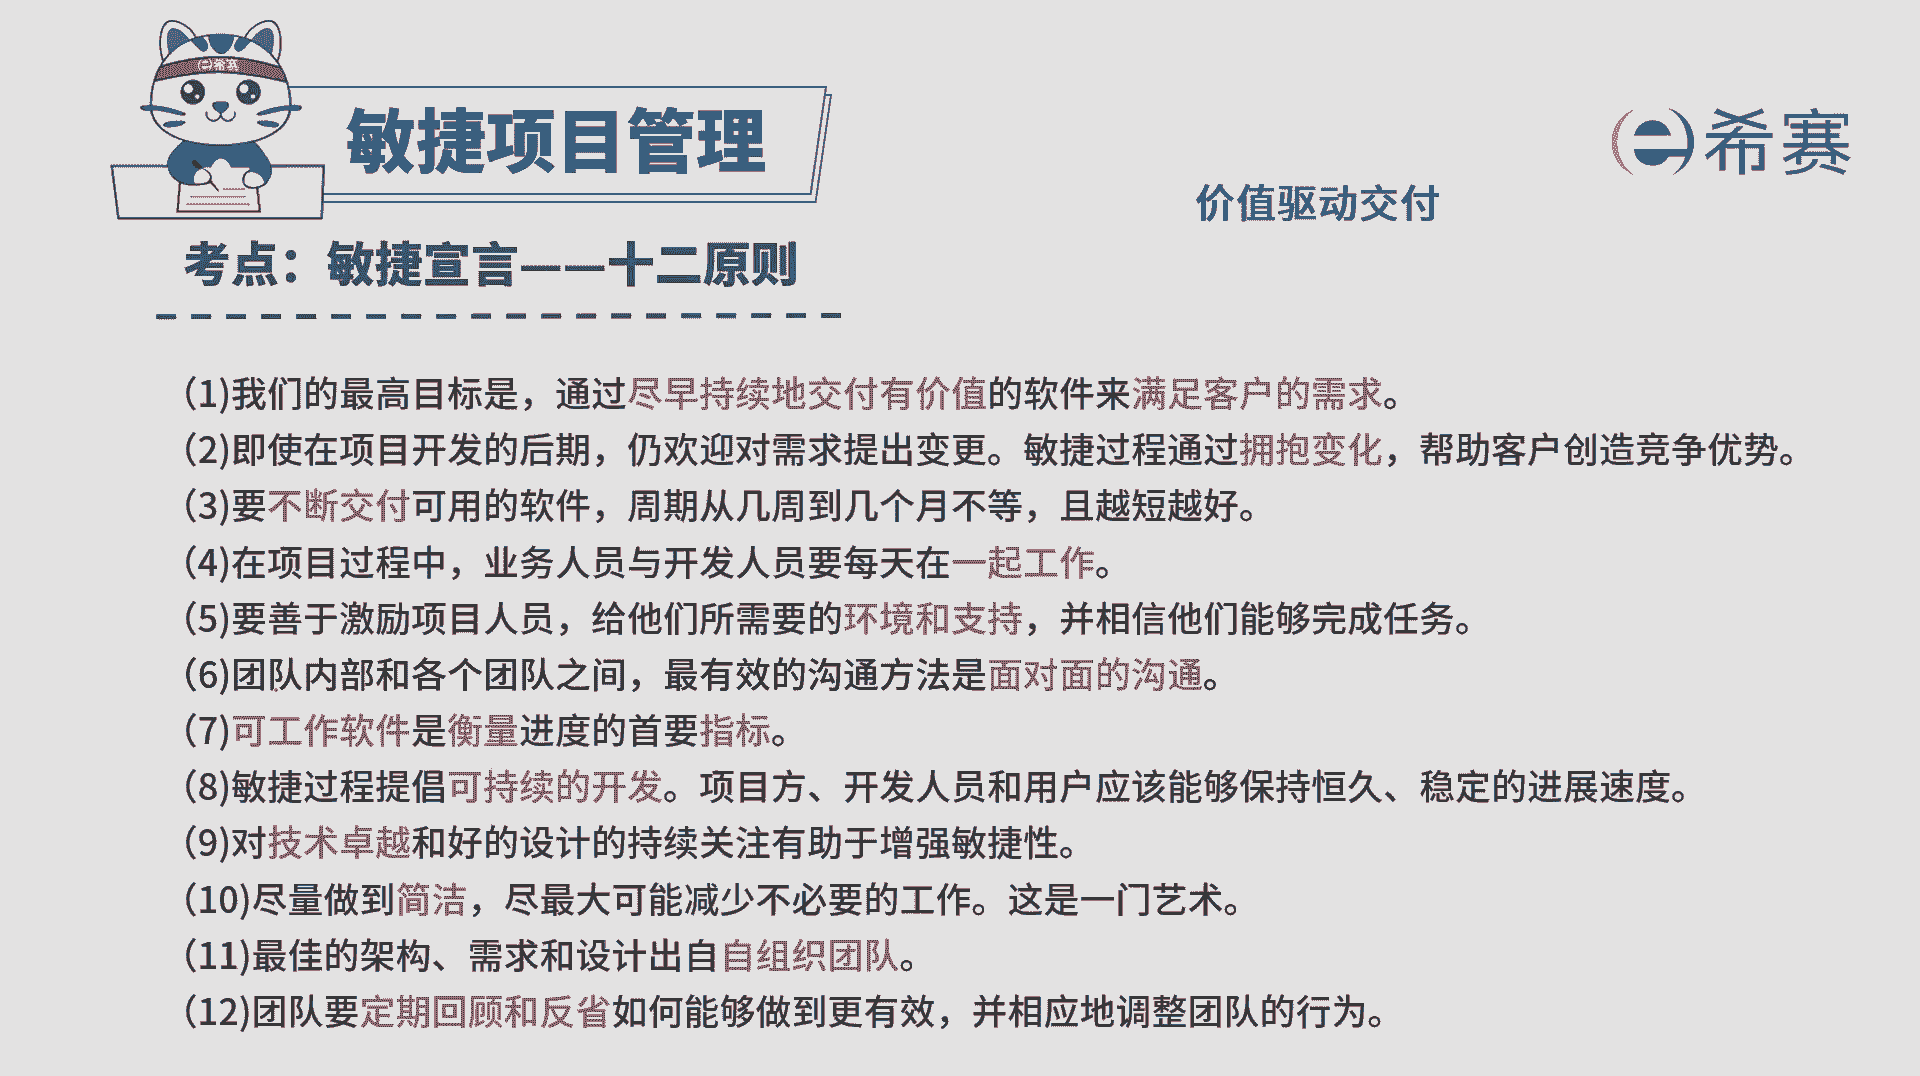 希赛
敏捷项目管理
希赛
价值驱动交付
考点：敏捷宣言——十二原则
(1)我们的最高目标是，通过尽早持续地交付有价值的软件来满足客户的需求。
(2)即使在项目开发的后期，仍欢迎对需求提出变更。敏捷过程通过拥抱变化，帮助客户创造竞争优势。
(3)要不断交付可用的软件，周期从几周到几个月不等，且越短越好。
(4)在项目过程中，业务人员与开发人员要每天在一起工作。
(5)要善于激励项目人员，给他们所需要的环境和支持，并相信他们能够完成任务。
(6)团队内部和各个团队之间，最有效的沟通方法是面对面的沟通。
(7)可工作软件是衡量进度的首要指标。
(8)敏捷过程提倡可持续的开发。项目方、开发人员和用户应该能够保持恒久、稳定的进展速度。
(9)对技术卓越和好的设计的持续关注有助于增强敏捷性。
(10)尽量做到简洁，尽最大可能减少不必要的工作。这是一门艺术。
(11)最佳的架构、需求和设计出自自组织团队。
(12)团队要定期回顾和反省如何能够做到更有效，并相应地调整团队的行为。